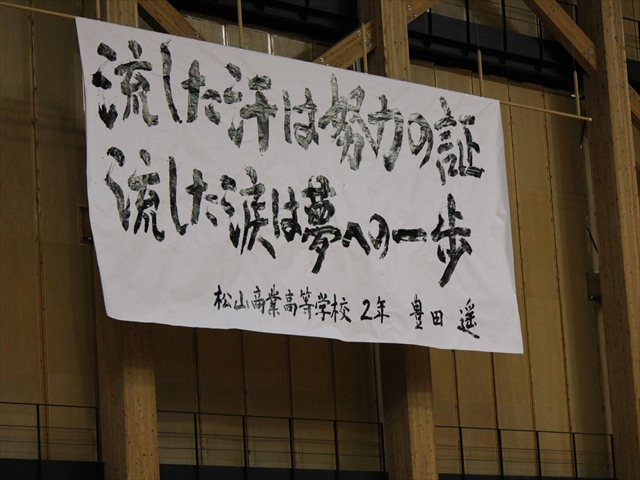 流した汗は努力の証
流した涙は夢への一歩
松山商業高等学校 2年 豊田 遥